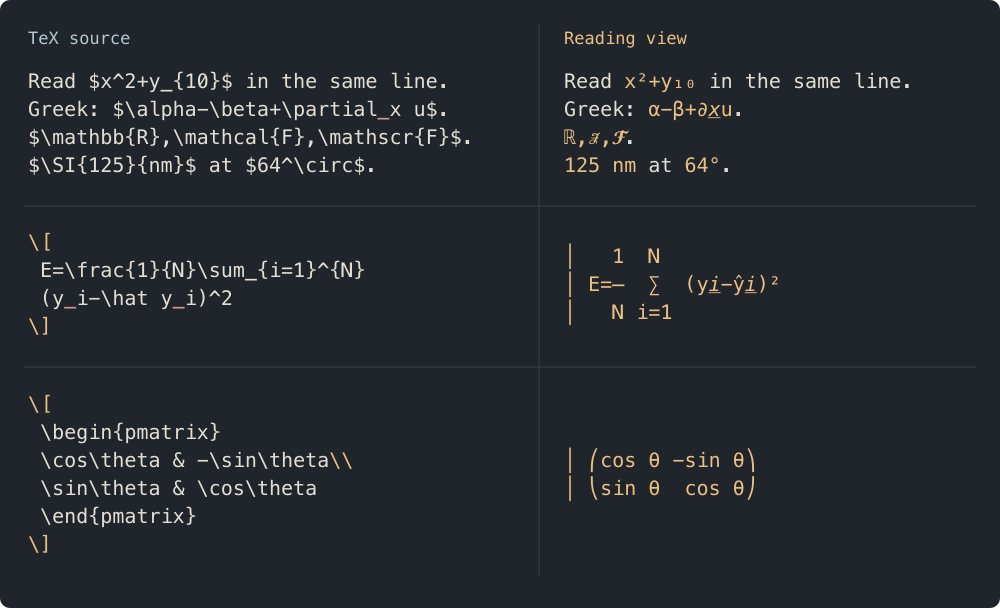 TeX source
Read $x^2+y_{10}$ in the same line.
Greek: $\alpha-\beta+\partial_x u$.
$\mathbb{R},\mathcal{F},\mathscr{F}$.
$\SI{125}{nm}$ at $64^\circ$.
Reading view
Read x²+y₁₀ in the same line.
Greek: α−β+∂xu.
ℝ,ℱ,𝓕.
125 nm at 64°.
\[
E=\frac{1}{N}\sum_{i=1}^{N}
(y_i-\hat y_i)^2
\]
│   1  N
│ E=─  ∑  (yi−ŷi)²
│   N i=1
\[
\begin{pmatrix}
\cos\theta & -\sin\theta\\
\sin\theta & \cos\theta
\end{pmatrix}
\]
│ ⎛cos θ −sin θ⎞
│ ⎝sin θ  cos θ⎠